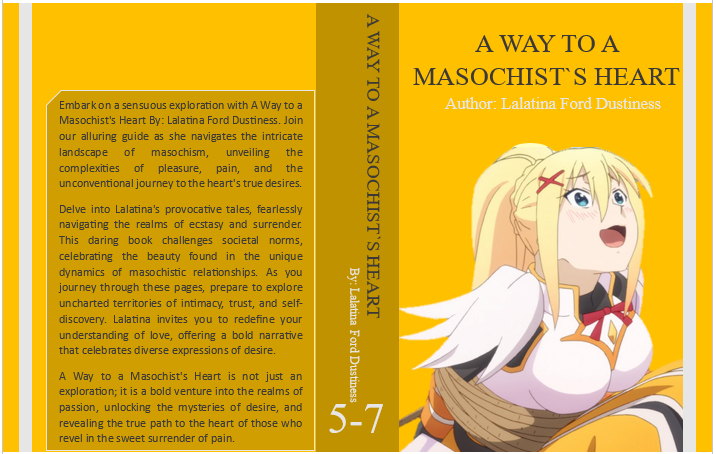 Embark on a sensuous exploration with A Way to a
Masochist's Heart By: Lalatina Ford Dustiness. Join
our alluring guide as she navigates the intricate
landscape of masochism, unveiling the
complexities of pleasure, pain, and the
unconventional journey to the heart's true desires.
Delve into Lalatina's provocative tales, fearlessly
navigating the realms of ecstasy and surrender.
This daring book challenges societal norms,
celebrating the beauty found in the unique
dynamics of masochistic relationships. As you
journey through these pages, prepare to explore
uncharted territories of intimacy, trust, and self-
discovery. Lalatina invites you to redefine your
understanding of love, offering a bold narrative
that celebrates diverse expressions of desire.
A Way to a Masochist's Heart is not just an
exploration; it is a bold venture into the realms of
passion, unlocking the mysteries of desire, and
revealing the true path to the heart of those who
revel in the sweet surrender of pain.
A WAY TO A MASOCHIST`S HEART
By: Lalatina Ford Dustiness
5-7
A WAY TO A
MASOCHIST`S HEART
Author: Lalatina Ford Dustiness